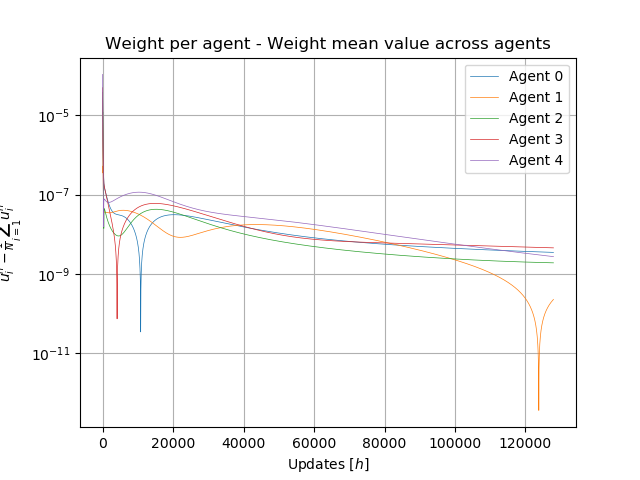 Weight per agent - Weight mean value across agents
Agent 0
Agent 1
Agent 2
Agent 3
Agent 4
10⁻⁵
10⁻⁷
10⁻⁹
10⁻¹¹
0 20000 40000 60000 80000 100000 120000
Updates [h]